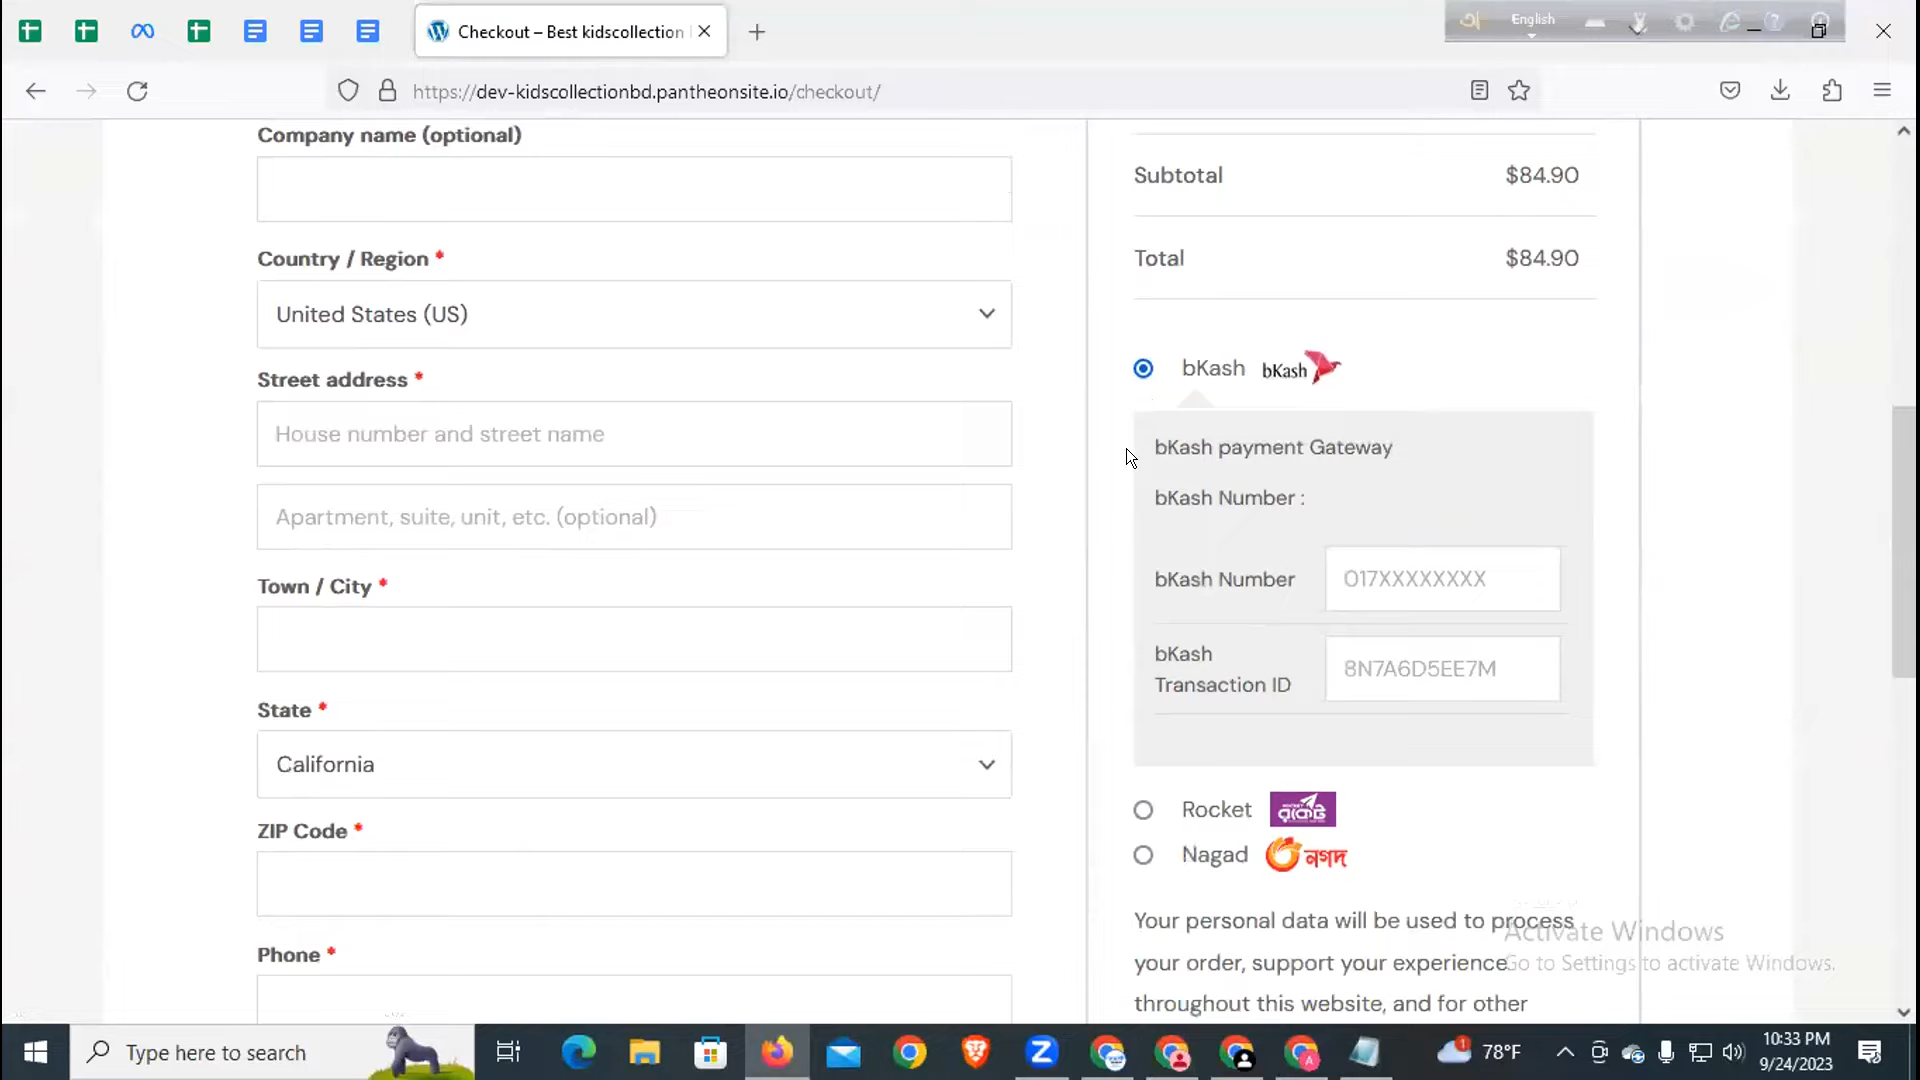 Checkout – Best kidscollection
English
https://dev-kidscollectionbd.pantheonsite.io/checkout/
Company name (optional)
Country / Region *
United States (US)
Street address *
House number and street name
Apartment, suite, unit, etc. (optional)
Town / City *
State *
California
ZIP Code *
Phone *
Subtotal $84.90
Total $84.90
bKash bKash
bKash payment Gateway
bKash Number :
bKash Number 017XXXXXXXX
bKash
Transaction ID 8N7A6D5EE7M
Rocket রকেট
Nagad নগদ
Your personal data will be used to process
your order, support your experience
throughout this website, and for other
Activate Windows
Go to Settings to activate Windows.
Type here to search
78°F
10:33 PM
9/24/2023